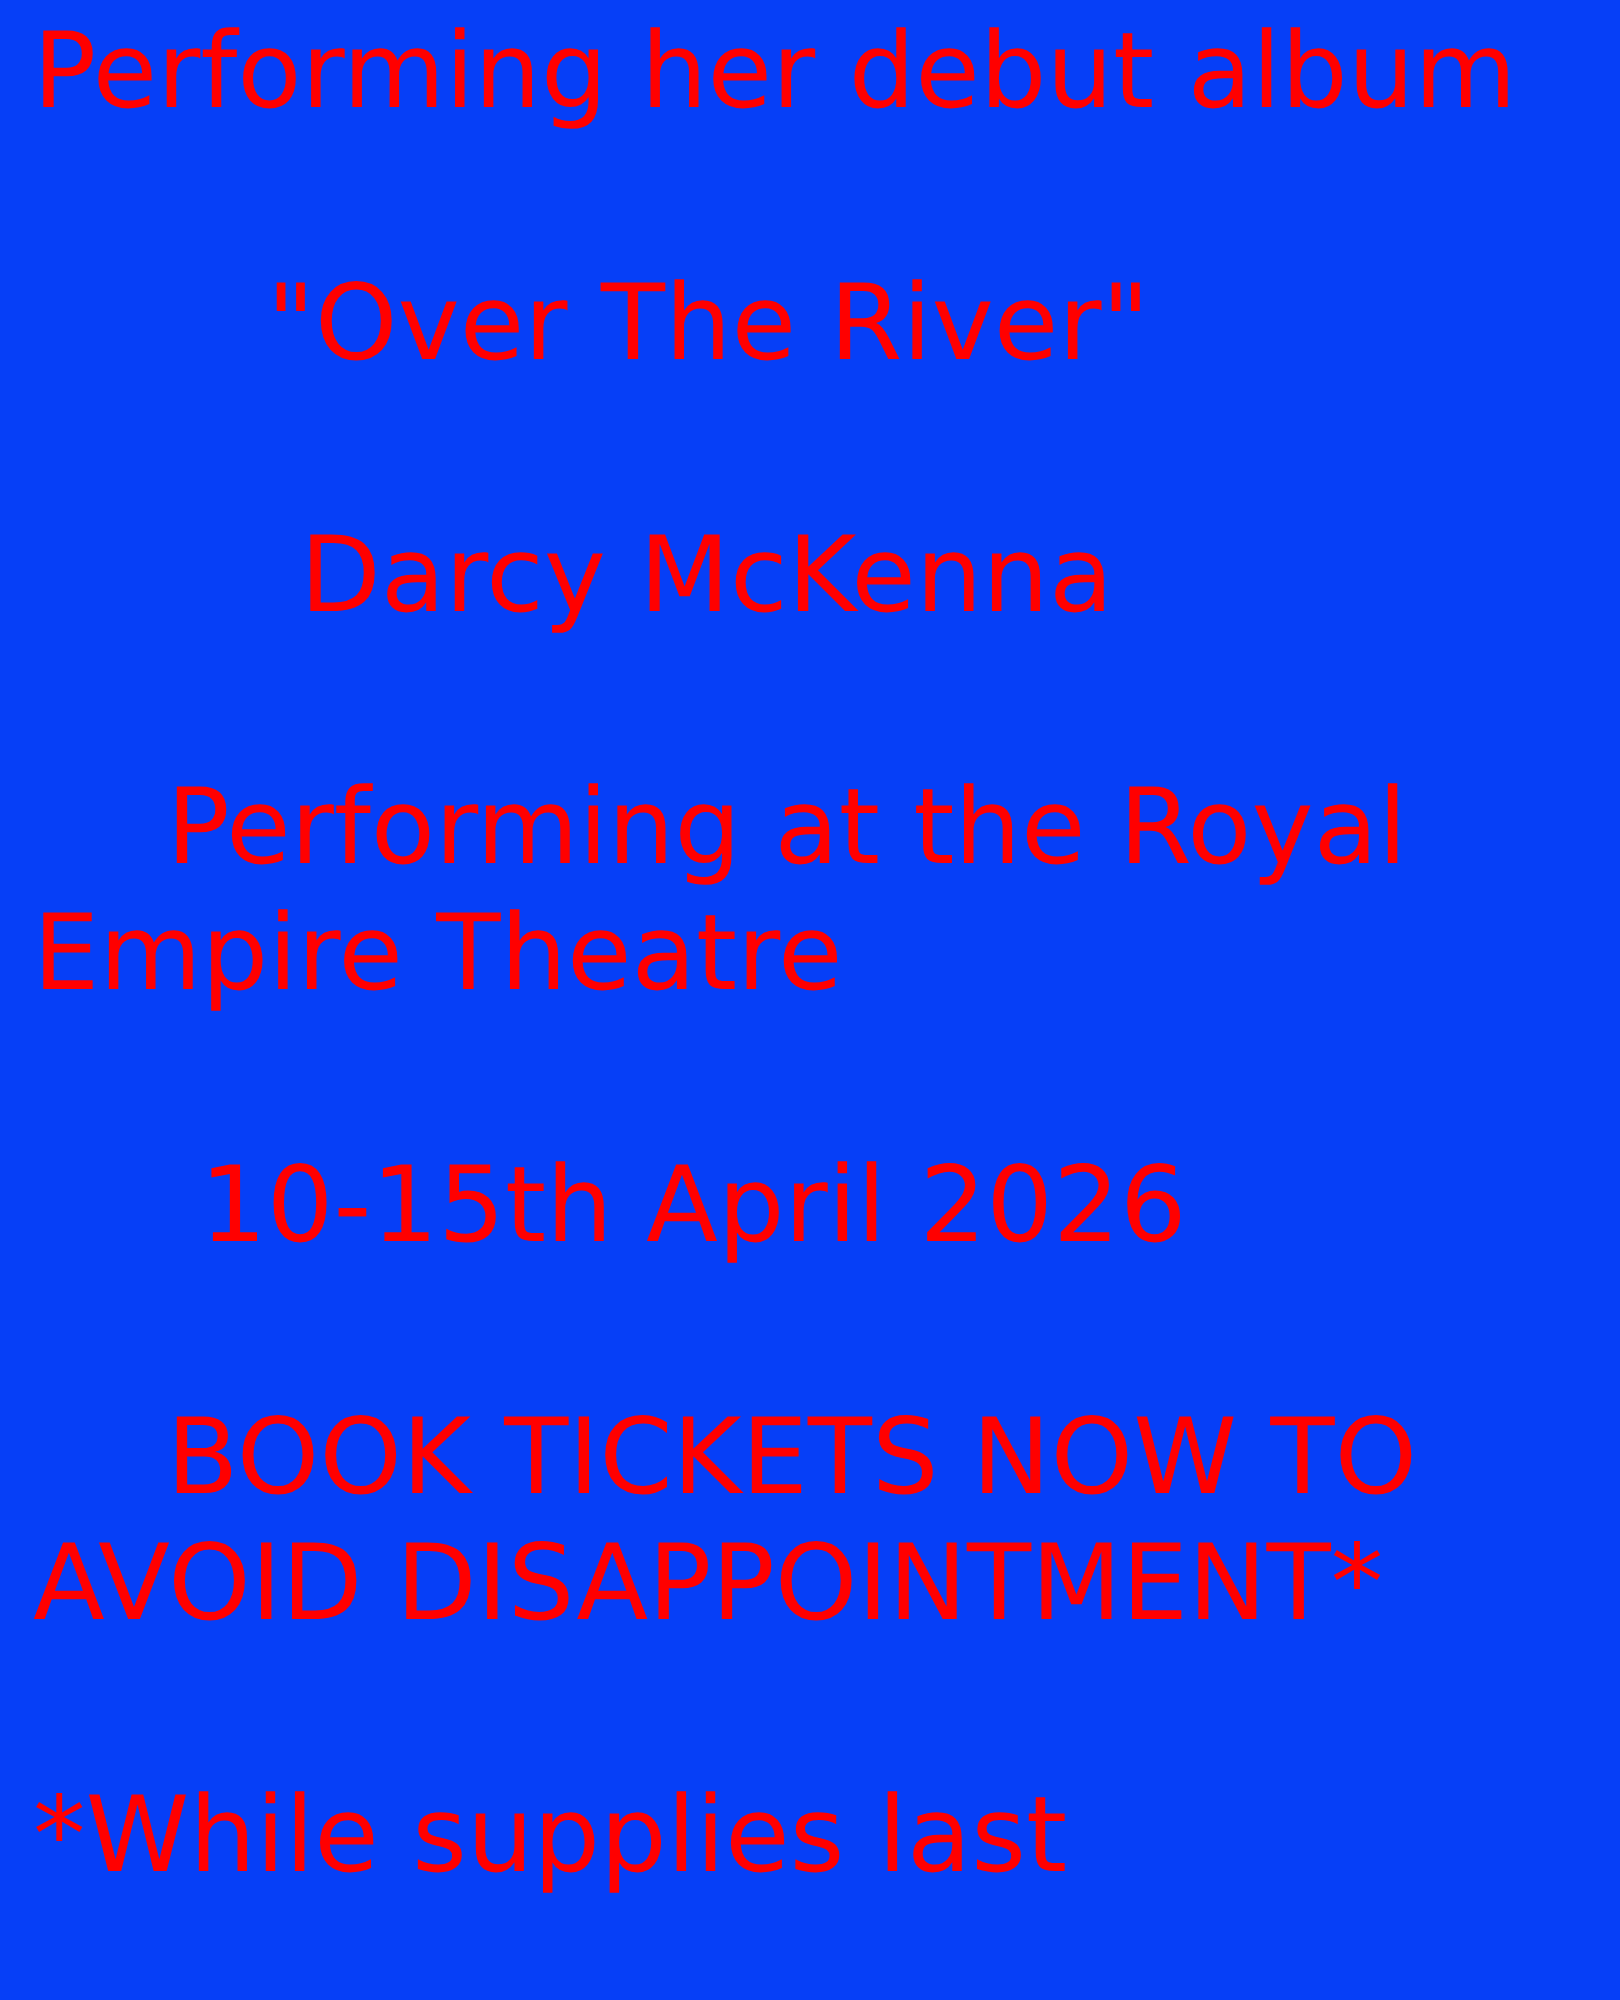 Performing her debut album
"Over The River"
Darcy McKenna
Performing at the Royal
Empire Theatre
10-15th April 2026
BOOK TICKETS NOW TO
AVOID DISAPPOINTMENT*
*While supplies last